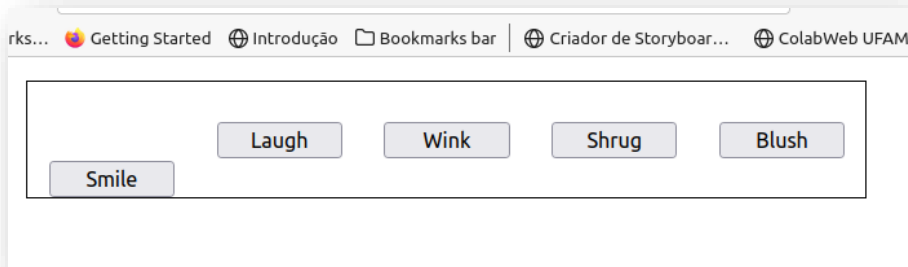 rks... Getting Started Introdução Bookmarks bar Criador de Storyboar... ColabWeb UFAM
Laugh Wink Shrug Blush
Smile